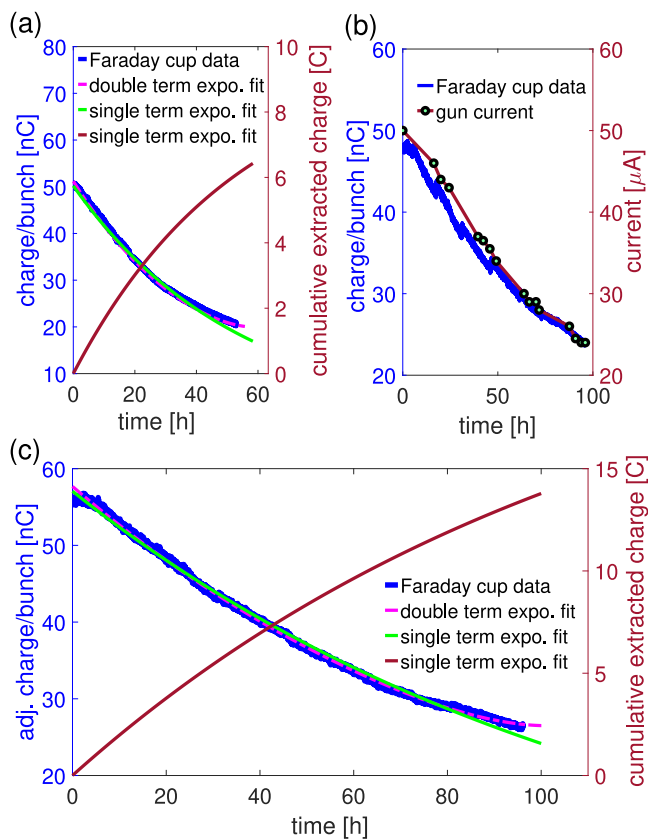 (a)
80
70
60
50
40
30
20
10
charge/bunch [nC]
Faraday cup data
double term expo. fit
single term expo. fit
single term expo. fit
10
8
6
4
2
0
cumulative extracted charge [C]
0 20 40 60
time [h]
(b)
60
50
40
30
20
charge/bunch [nC]
Faraday cup data
gun current
60
50
40
30
20
current [μA]
0 50 100
time [h]
(c)
60
50
40
30
20
adj. charge/bunch [nC]
Faraday cup data
double term expo. fit
single term expo. fit
single term expo. fit
15
10
5
0
cumulative extracted charge [C]
0 20 40 60 80 100
time [h]